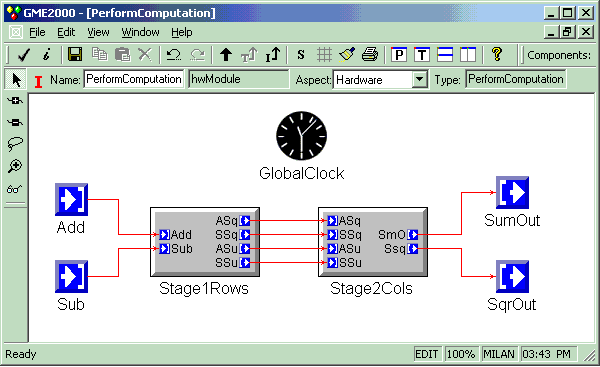 GME2000 - [PerformComputation]
File Edit View Window Help
S P T Components:
I Name: PerformComputation hwModule Aspect: Hardware Type: PerformComputation
GlobalClock
Add
Sub
Add
Sub
ASq
SSq
ASu
SSu
Stage1Rows
ASq
SSq
ASu
SSu
SmO
Ssq
Stage2Cols
SumOut
SqrOut
Ready EDIT 100% MILAN 03:43 PM